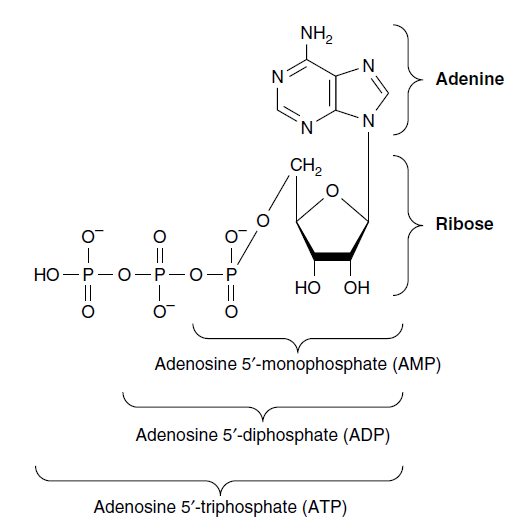 NH₂
N
N
N
N
Adenine
CH₂
O
O
Ribose
O⁻ O O⁻
HO P O P O P
O O⁻ O
HO OH
Adenosine 5′-monophosphate (AMP)
Adenosine 5′-diphosphate (ADP)
Adenosine 5′-triphosphate (ATP)